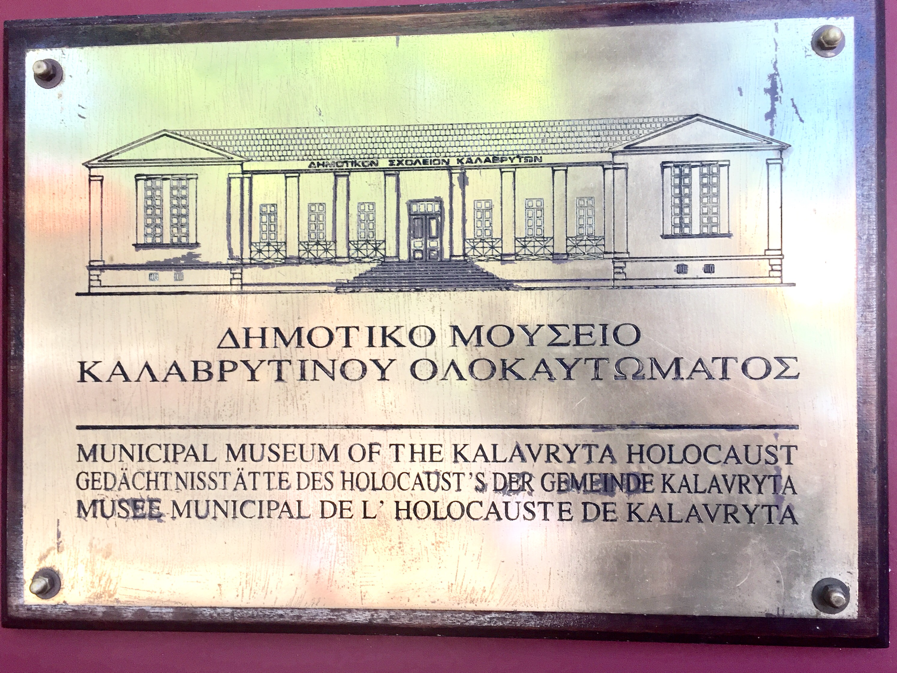 ΔΗΜΟΤΙΚΟΝ ΣΧΟΛΕΙΟΝ ΚΑΛΑΒΡΥΤΩΝ
ΔΗΜΟΤΙΚΟ ΜΟΥΣΕΙΟ
ΚΑΛΑΒΡΥΤΙΝΟΥ ΟΛΟΚΑΥΤΩΜΑΤΟΣ
MUNICIPAL MUSEUM OF THE KALAVRYTA HOLOCAUST
GEDÄCHTNISSTÄTTE DES HOLOCAUST'S DER GEMEINDE KALAVRYTA
MUSEE MUNICIPAL DE L' HOLOCAUSTE DE KALAVRYTA